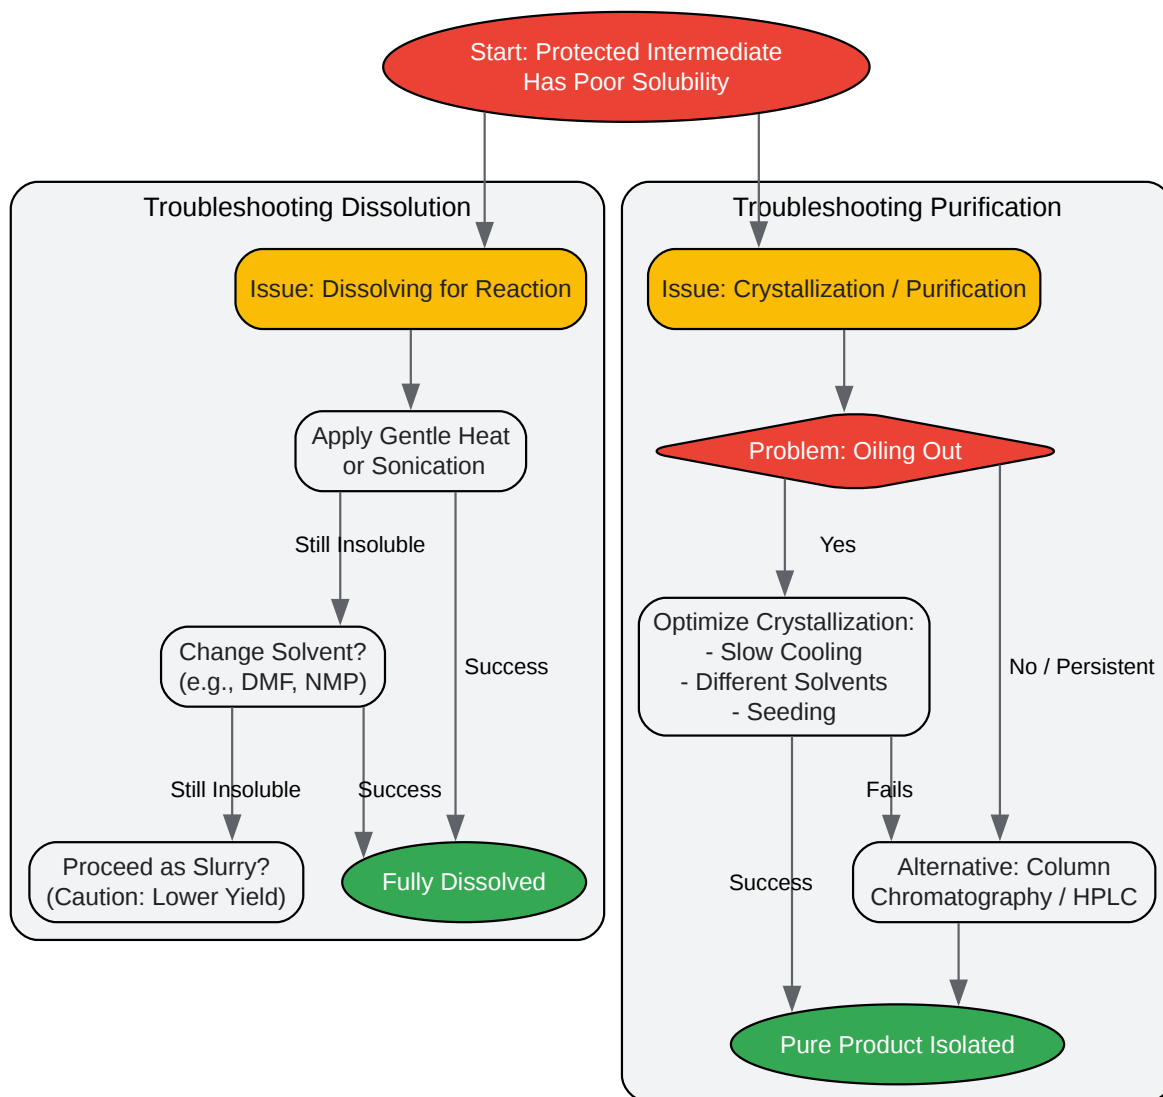 Start: Protected Intermediate
Has Poor Solubility
Troubleshooting Dissolution
Issue: Dissolving for Reaction
Apply Gentle Heat
or Sonication
Still Insoluble
Success
Change Solvent?
(e.g., DMF, NMP)
Still Insoluble
Success
Proceed as Slurry?
(Caution: Lower Yield)
Fully Dissolved
Troubleshooting Purification
Issue: Crystallization / Purification
Problem: Oiling Out
Yes
No / Persistent
Optimize Crystallization:
- Slow Cooling
- Different Solvents
- Seeding
Fails
Success
Alternative: Column
Chromatography / HPLC
Pure Product Isolated